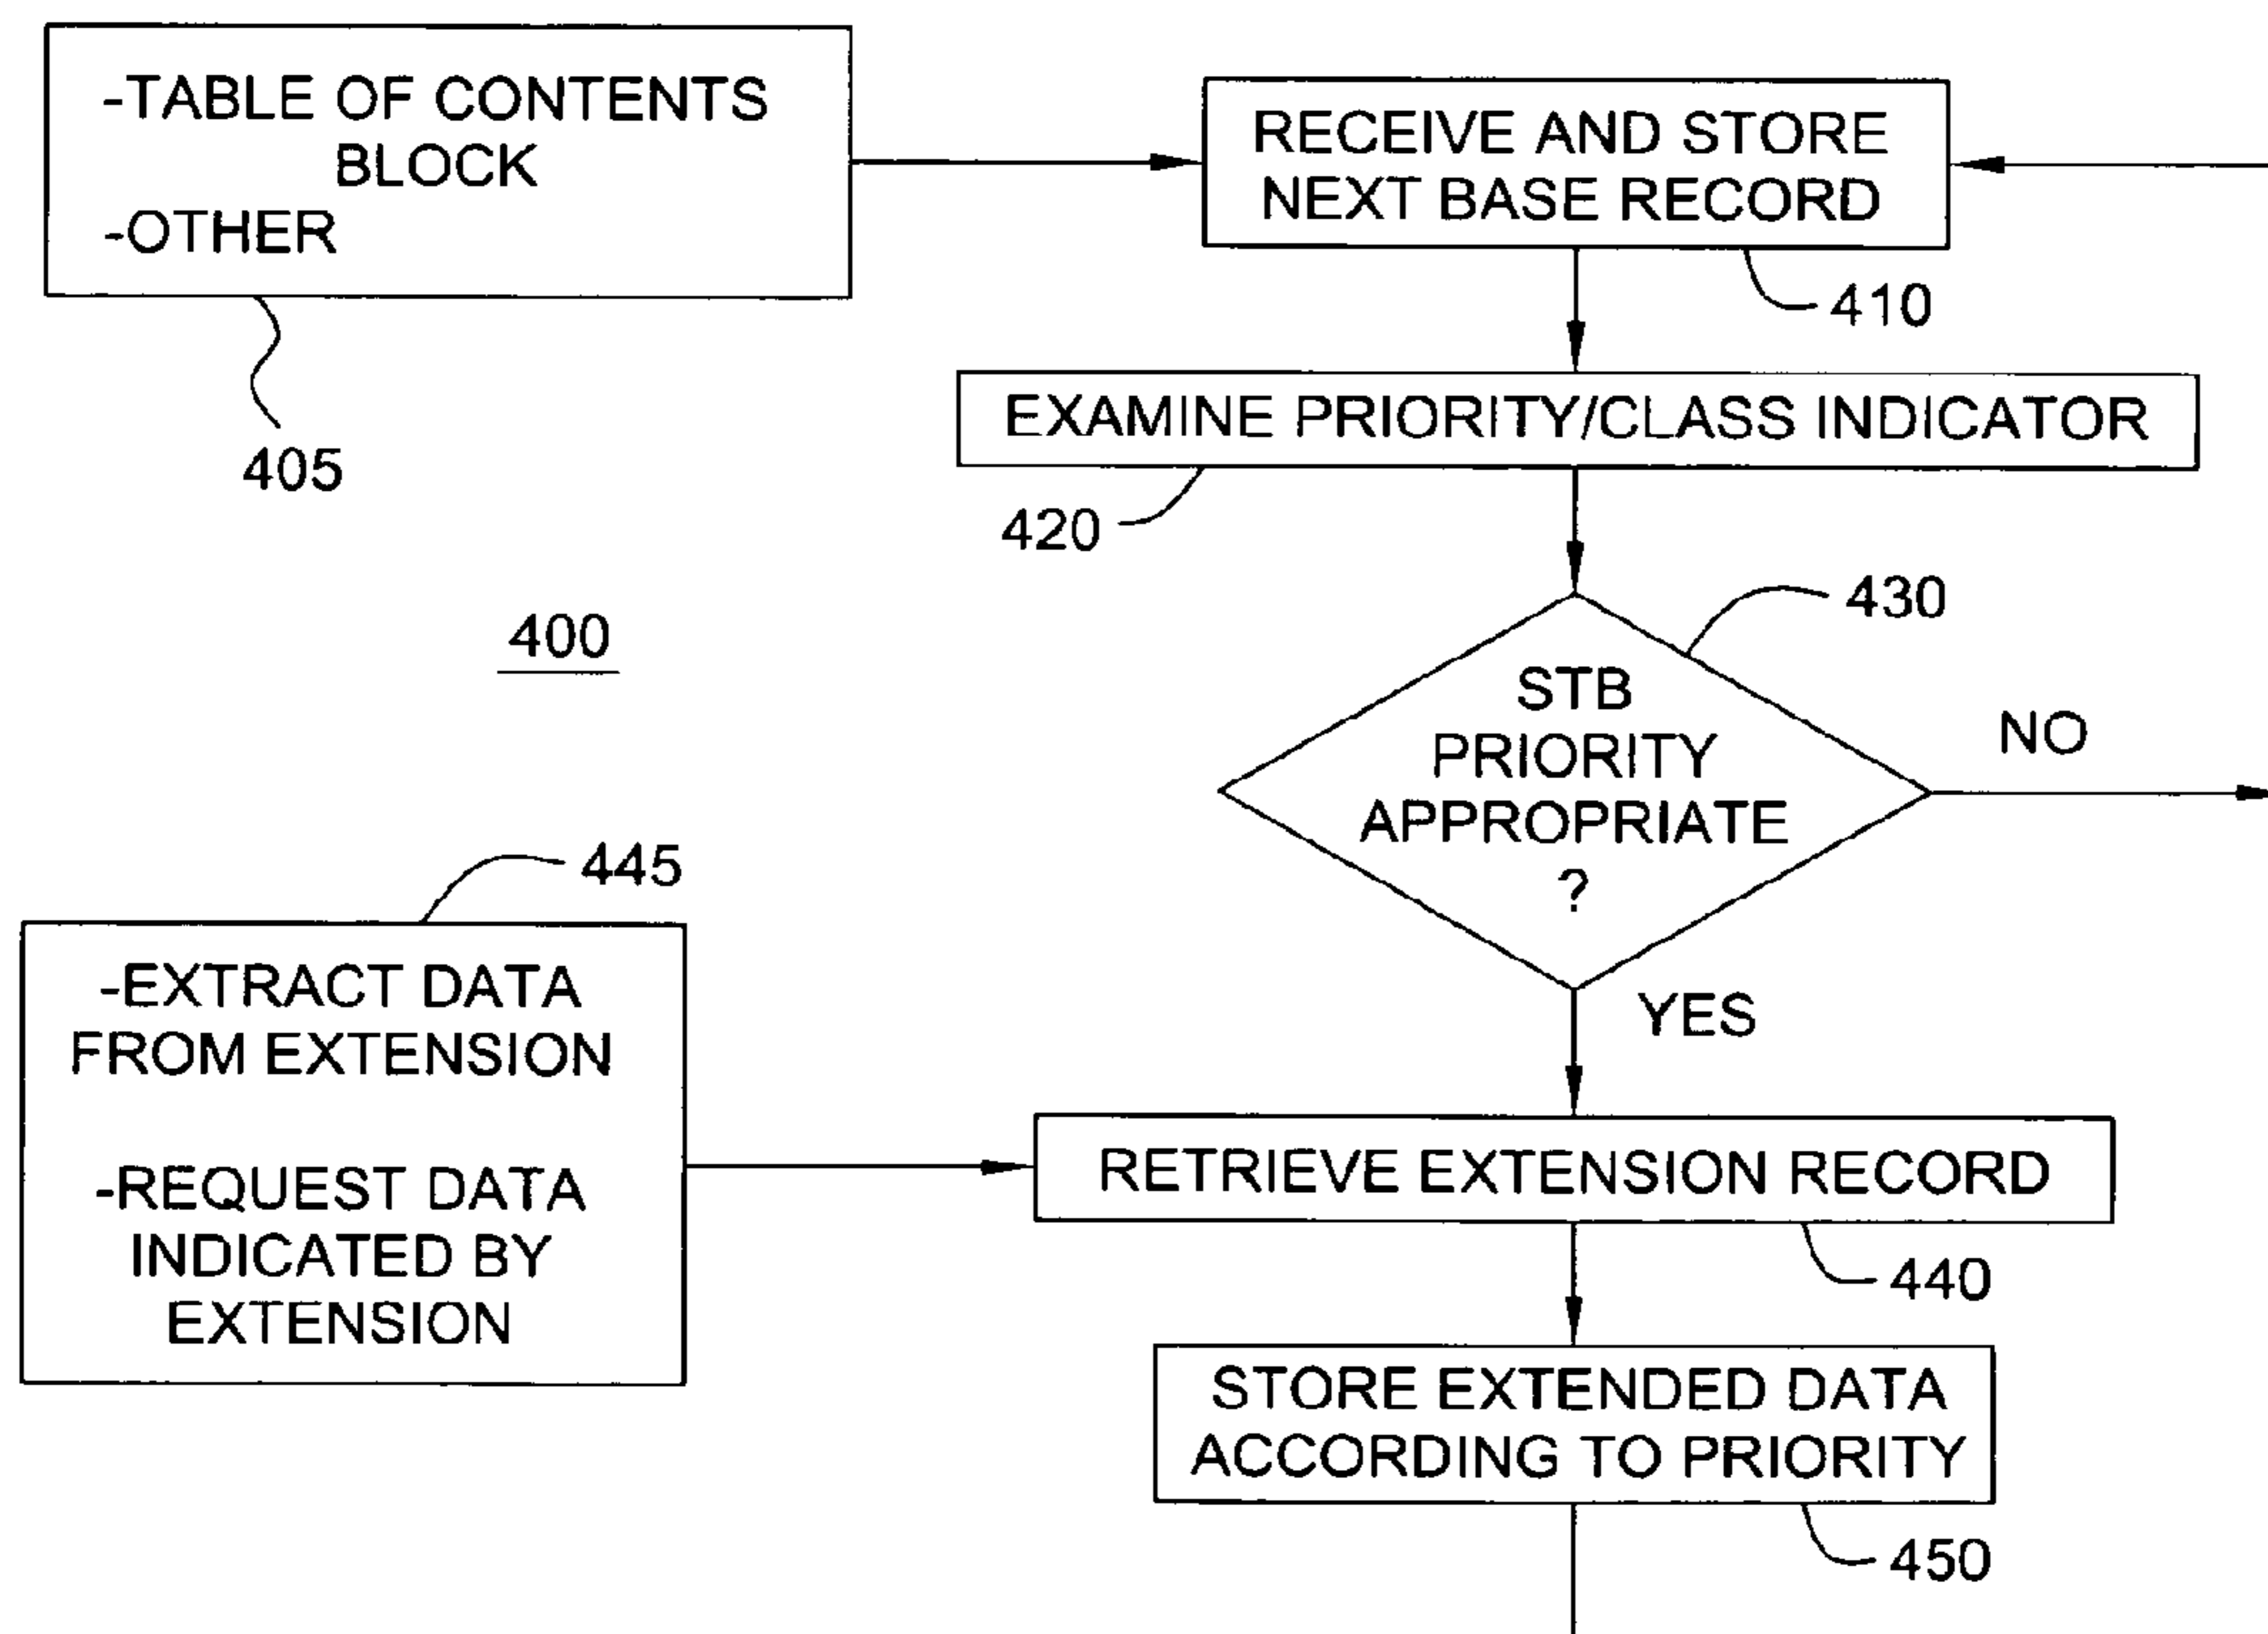 -TABLE OF CONTENTS
BLOCK
-OTHER
405
RECEIVE AND STORE
NEXT BASE RECORD
410
EXAMINE PRIORITY/CLASS INDICATOR
420
400
430
STB
PRIORITY
APPROPRIATE
?
NO
YES
445
-EXTRACT DATA
FROM EXTENSION
-REQUEST DATA
INDICATED BY
EXTENSION
RETRIEVE EXTENSION RECORD
440
STORE EXTENDED DATA
ACCORDING TO PRIORITY
450